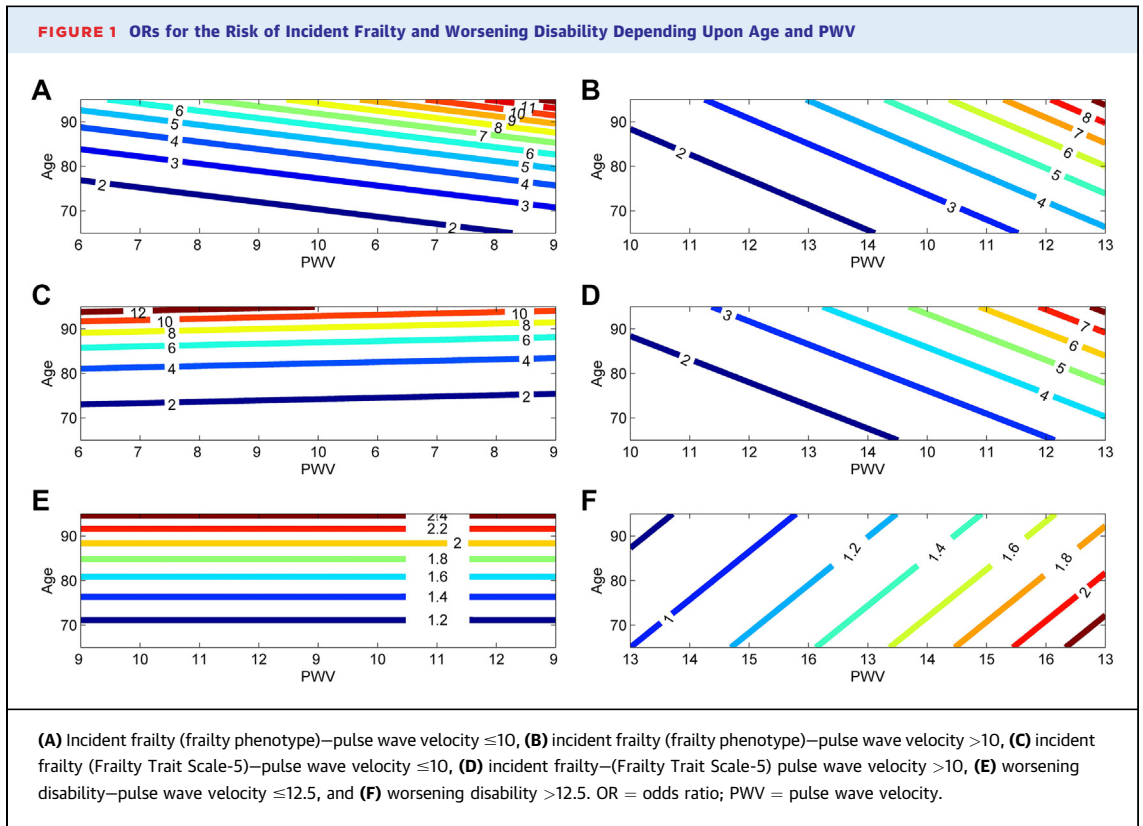 FIGURE 1 ORs for the Risk of Incident Frailty and Worsening Disability Depending Upon Age and PWV
A
B
90
80
70
Age
2
3
4
5
6
7
8
9
10
11
6
5
4
3
2
6 7 8 9 10 7 8 9
PWV
90
80
70
Age
2
3
4
5
6
7
8
10 11 12 13 10 11 12 13
PWV
C
D
90
80
70
Age
12
10
8
6
4
2
10
8
6
4
2
6 7 8 9 6 7 8 9
PWV
90
80
70
Age
3
2
7
6
5
4
10 11 12 13 14 11 12 13
PWV
E
F
90
80
70
Age
2.4
2.2
2
1.8
1.6
1.4
1.2
9 10 11 12 9 10 11 12 9
PWV
90
80
70
Age
1
1.2
1.4
1.6
1.8
2
13 14 15 16 13 14 15 16 13
PWV
(A) Incident frailty (frailty phenotype)—pulse wave velocity ≤10, (B) incident frailty (frailty phenotype)—pulse wave velocity >10, (C) incident
frailty (Frailty Trait Scale-5)—pulse wave velocity ≤10, (D) incident frailty—(Frailty Trait Scale-5) pulse wave velocity >10, (E) worsening
disability—pulse wave velocity ≤12.5, and (F) worsening disability >12.5. OR = odds ratio; PWV = pulse wave velocity.